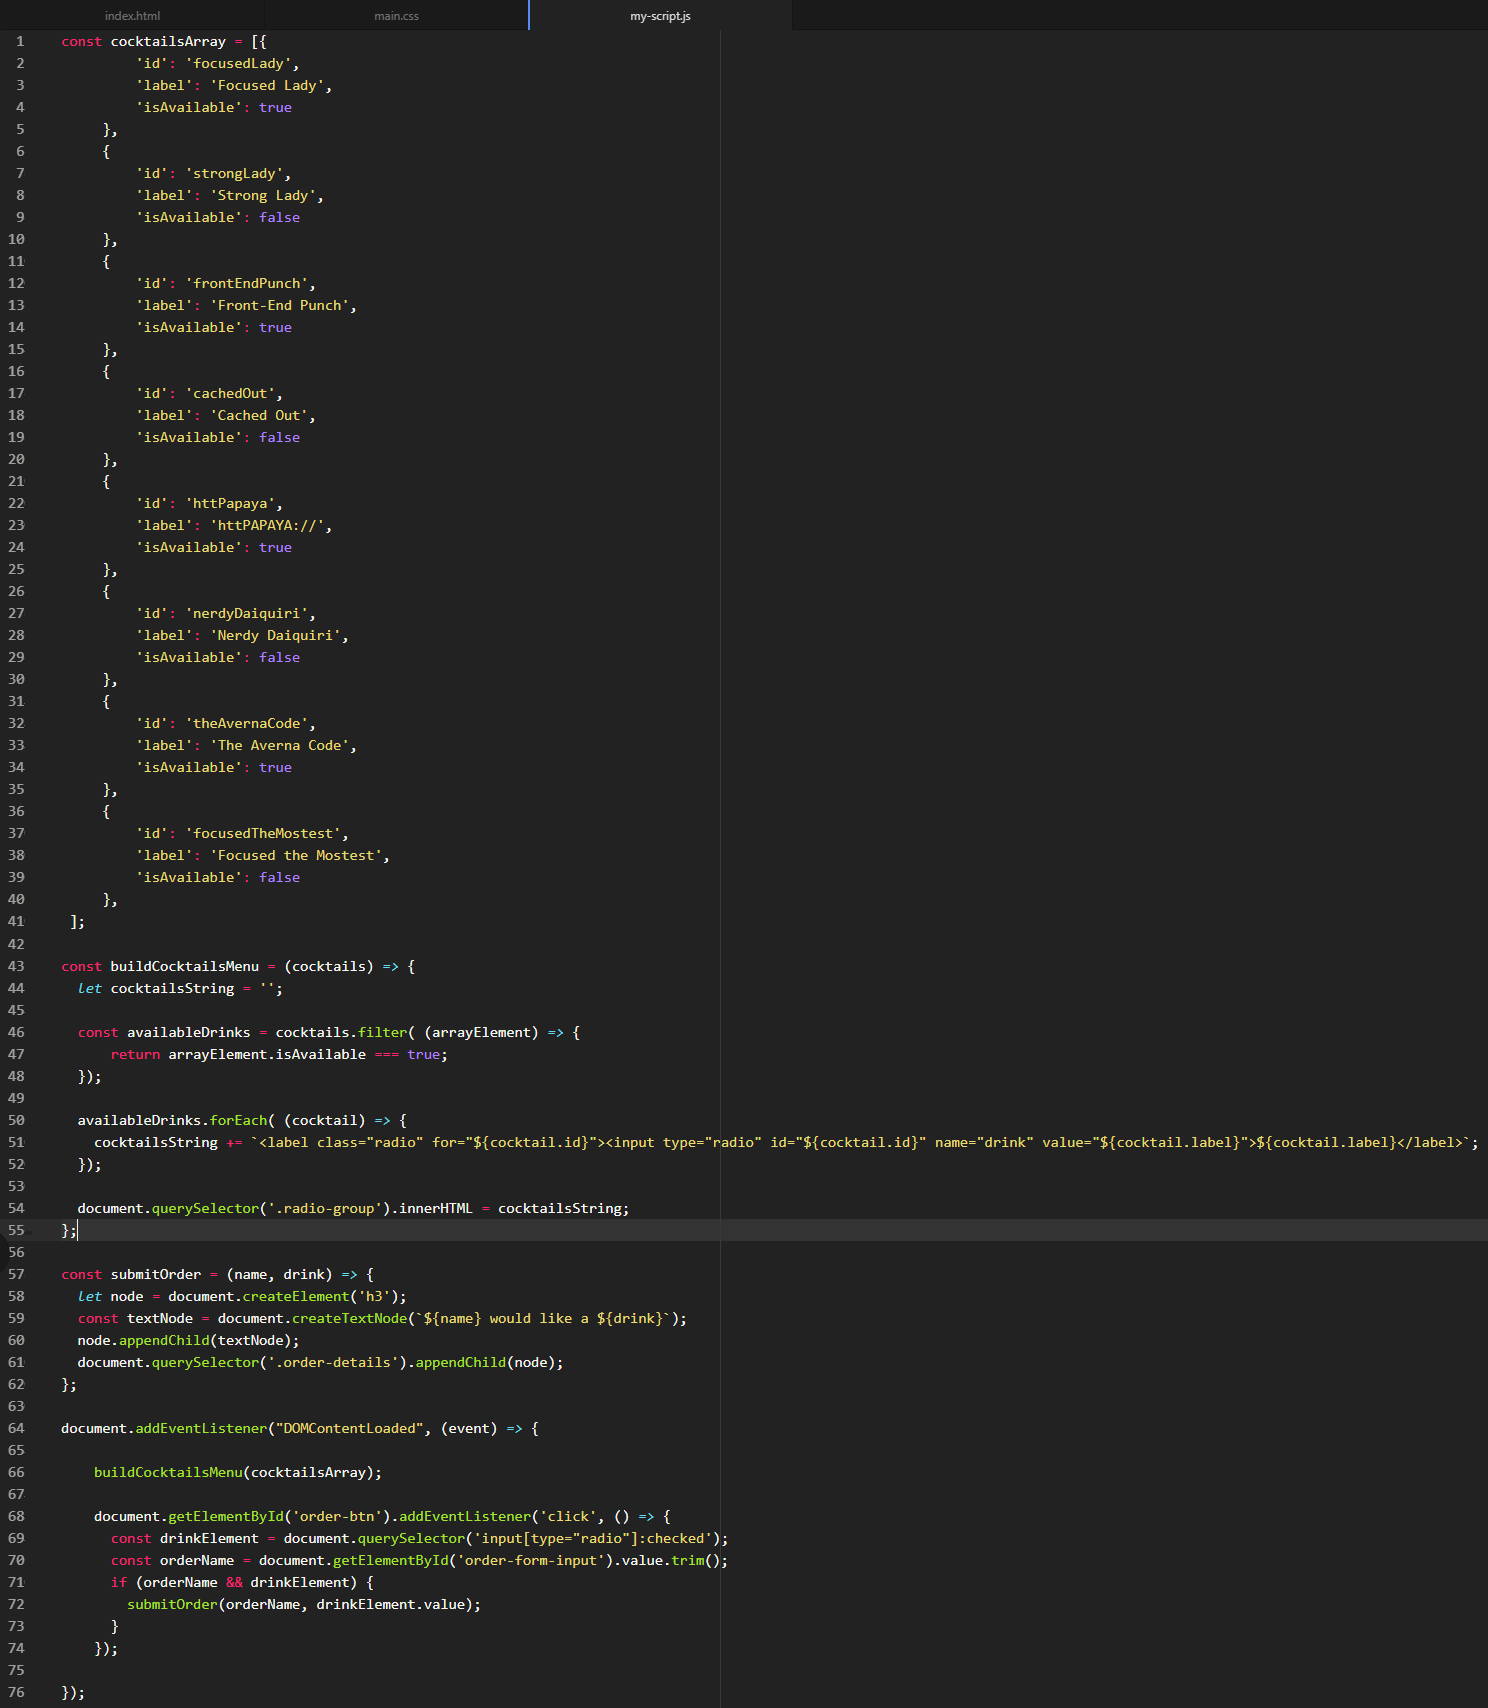 index.html main.css my-script.js
1 const cocktailsArray = [{
2 'id': 'focusedLady',
3 'label': 'Focused Lady',
4 'isAvailable': true
5 },
6 {
7 'id': 'strongLady',
8 'label': 'Strong Lady',
9 'isAvailable': false
10 },
11 {
12 'id': 'frontEndPunch',
13 'label': 'Front-End Punch',
14 'isAvailable': true
15 },
16 {
17 'id': 'cachedOut',
18 'label': 'Cached Out',
19 'isAvailable': false
20 },
21 {
22 'id': 'httPapaya',
23 'label': 'httPAPAYA://',
24 'isAvailable': true
25 },
26 {
27 'id': 'nerdyDaiquiri',
28 'label': 'Nerdy Daiquiri',
29 'isAvailable': false
30 },
31 {
32 'id': 'theAvernaCode',
33 'label': 'The Averna Code',
34 'isAvailable': true
35 },
36 {
37 'id': 'focusedTheMostest',
38 'label': 'Focused the Mostest',
39 'isAvailable': false
40 },
41 ];
42
43 const buildCocktailsMenu = (cocktails) => {
44 let cocktailsString = '';
45
46 const availableDrinks = cocktails.filter( (arrayElement) => {
47 return arrayElement.isAvailable === true;
48 });
49
50 availableDrinks.forEach( (cocktail) => {
51 cocktailsString += `<label class="radio" for="${cocktail.id}"><input type="radio" id="${cocktail.id}" name="drink" value="${cocktail.label}">${cocktail.label}</label>`;
52 });
53
54 document.querySelector('.radio-group').innerHTML = cocktailsString;
55 };
56
57 const submitOrder = (name, drink) => {
58 let node = document.createElement('h3');
59 const textNode = document.createTextNode(`${name} would like a ${drink}`);
60 node.appendChild(textNode);
61 document.querySelector('.order-details').appendChild(node);
62 };
63
64 document.addEventListener("DOMContentLoaded", (event) => {
65
66 buildCocktailsMenu(cocktailsArray);
67
68 document.getElementById('order-btn').addEventListener('click', () => {
69 const drinkElement = document.querySelector('input[type="radio"]:checked');
70 const orderName = document.getElementById('order-form-input').value.trim();
71 if (orderName && drinkElement) {
72 submitOrder(orderName, drinkElement.value);
73 }
74 });
75
76 });